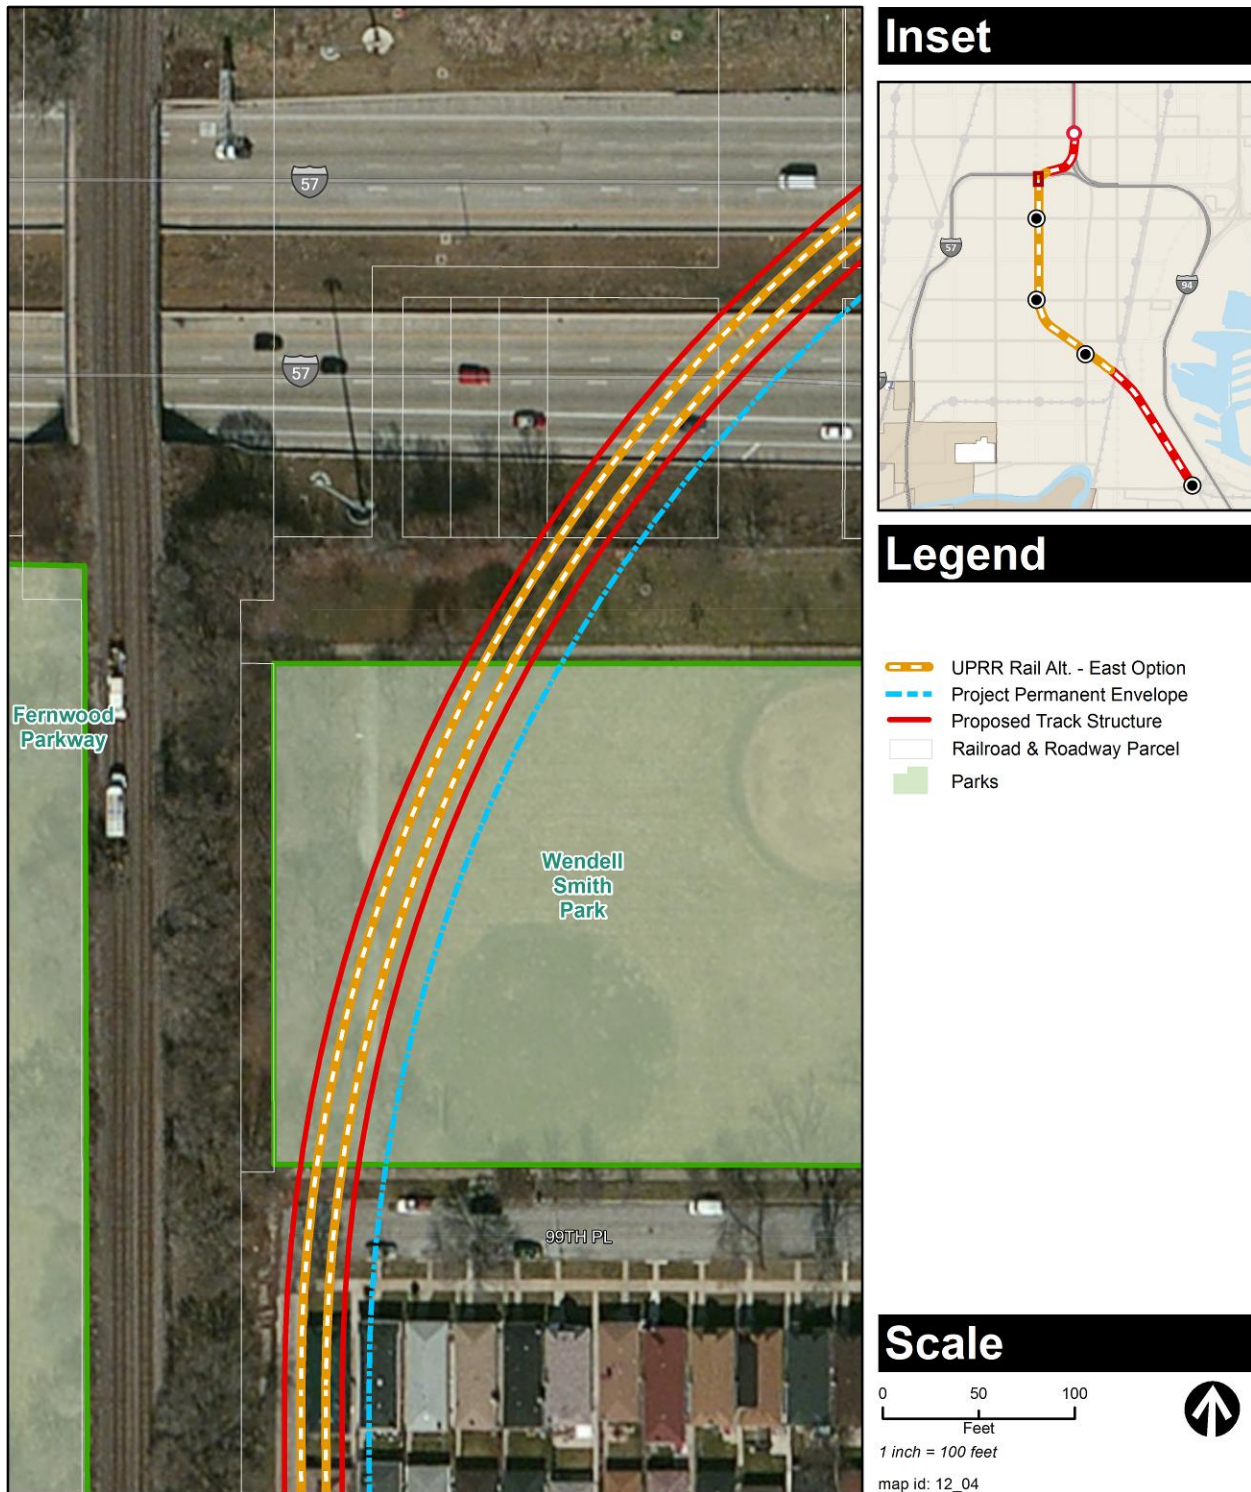 57
57
Fernwood
Parkway
Wendell
Smith
Park
99TH PL
Inset
57
94
Legend
UPRR Rail Alt. - East Option
Project Permanent Envelope
Proposed Track Structure
Railroad & Roadway Parcel
Parks
Scale
0 50 100
Feet
1 inch = 100 feet
map id: 12_04